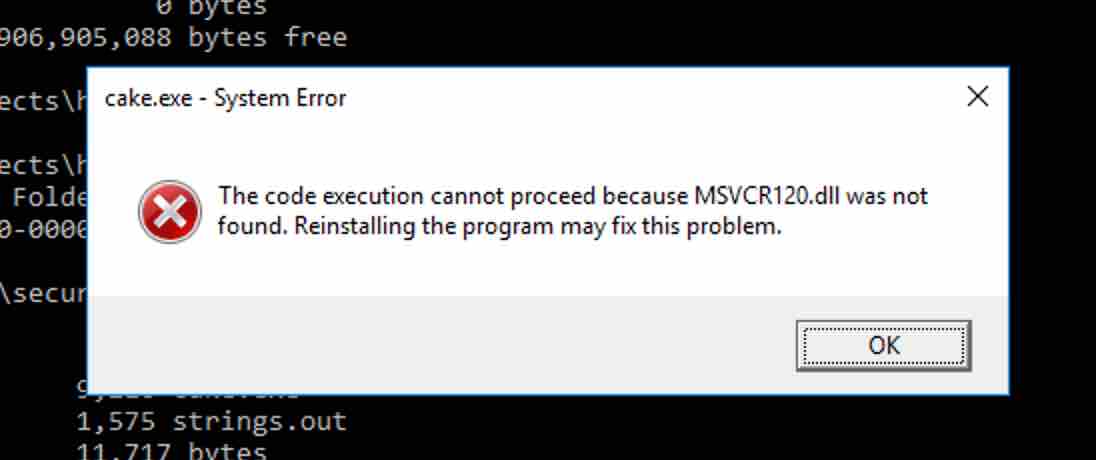 0 bytes
906,905,088 bytes free
cake.exe - System Error
ects\h
ects\h
Folde
0-0000
The code execution cannot proceed because MSVCR120.dll was not
found. Reinstalling the program may fix this problem.
\secur
OK
1,575 strings.out
11,717 bytes